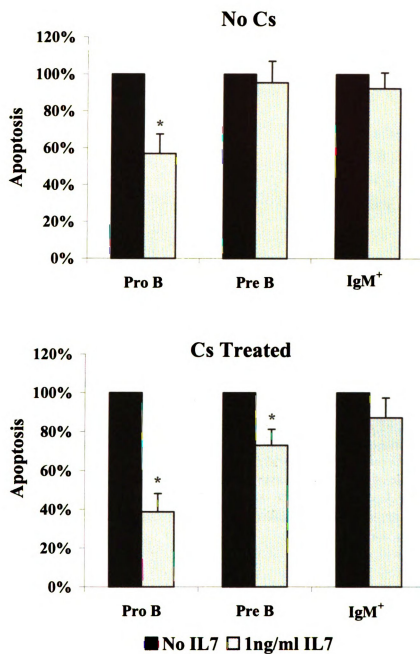 No Cs
120%
100%
80%
60%
40%
20%
0%
Apoptosis
*
Pro B Pre B IgM+
Cs Treated
120%
100%
80%
60%
40%
20%
0%
Apoptosis
*
*
Pro B Pre B IgM+
No IL7 1ng/ml IL7